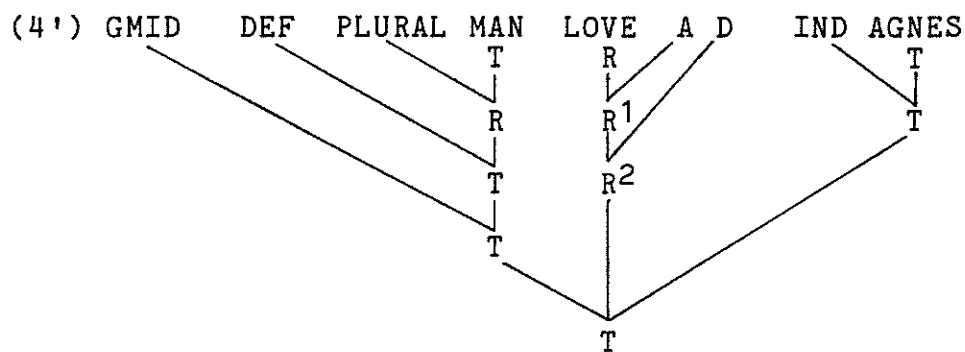 (4') GMID DEF PLURAL MAN LOVE A D IND AGNES
T R T
R R1 T
T R2
T
T